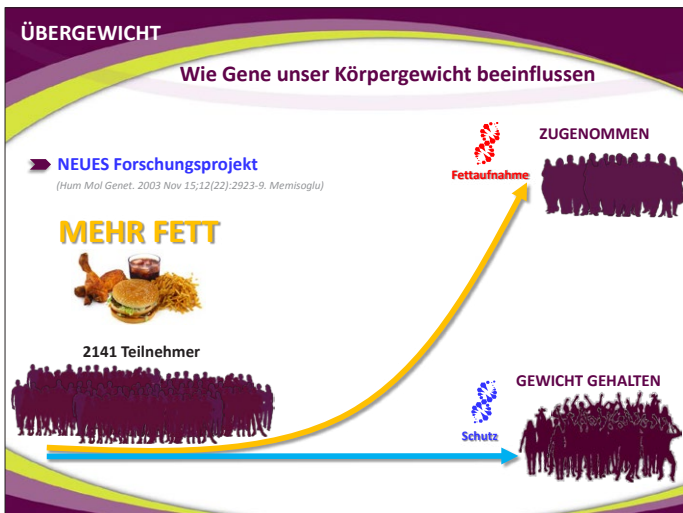 ÜBERGEWICHT
Wie Gene unser Körpergewicht beeinflussen
ZUGENOMMEN
Fettaufnahme
NEUES Forschungsprojekt
(Hum Mol Genet. 2003 Nov 15;12(22):2923-9. Memisoglu)
MEHR FETT
2141 Teilnehmer
GEWICHT GEHALTEN
Schutz